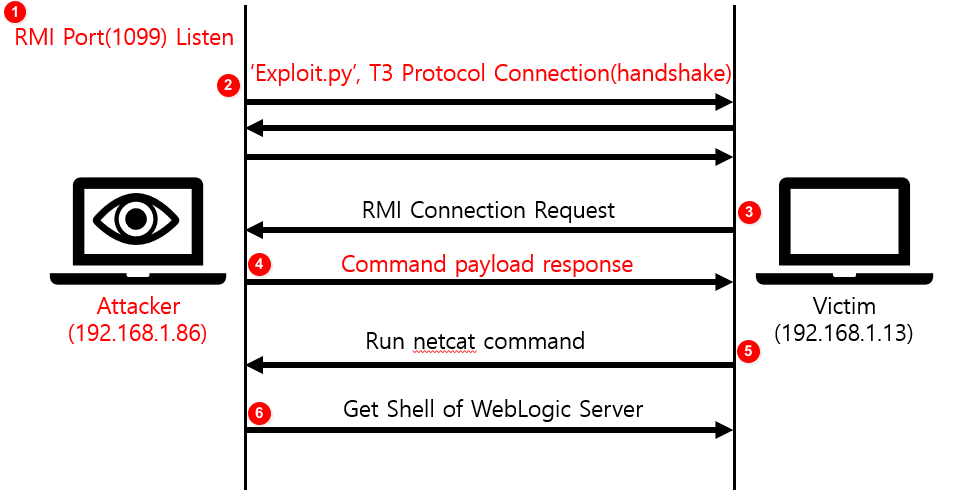 1
RMI Port(1099) Listen
‘Exploit.py’, T3 Protocol Connection(handshake)
2
RMI Connection Request
3
4
Command payload response
Attacker
(192.168.1.86)
Victim
(192.168.1.13)
Run netcat command
5
6
Get Shell of WebLogic Server